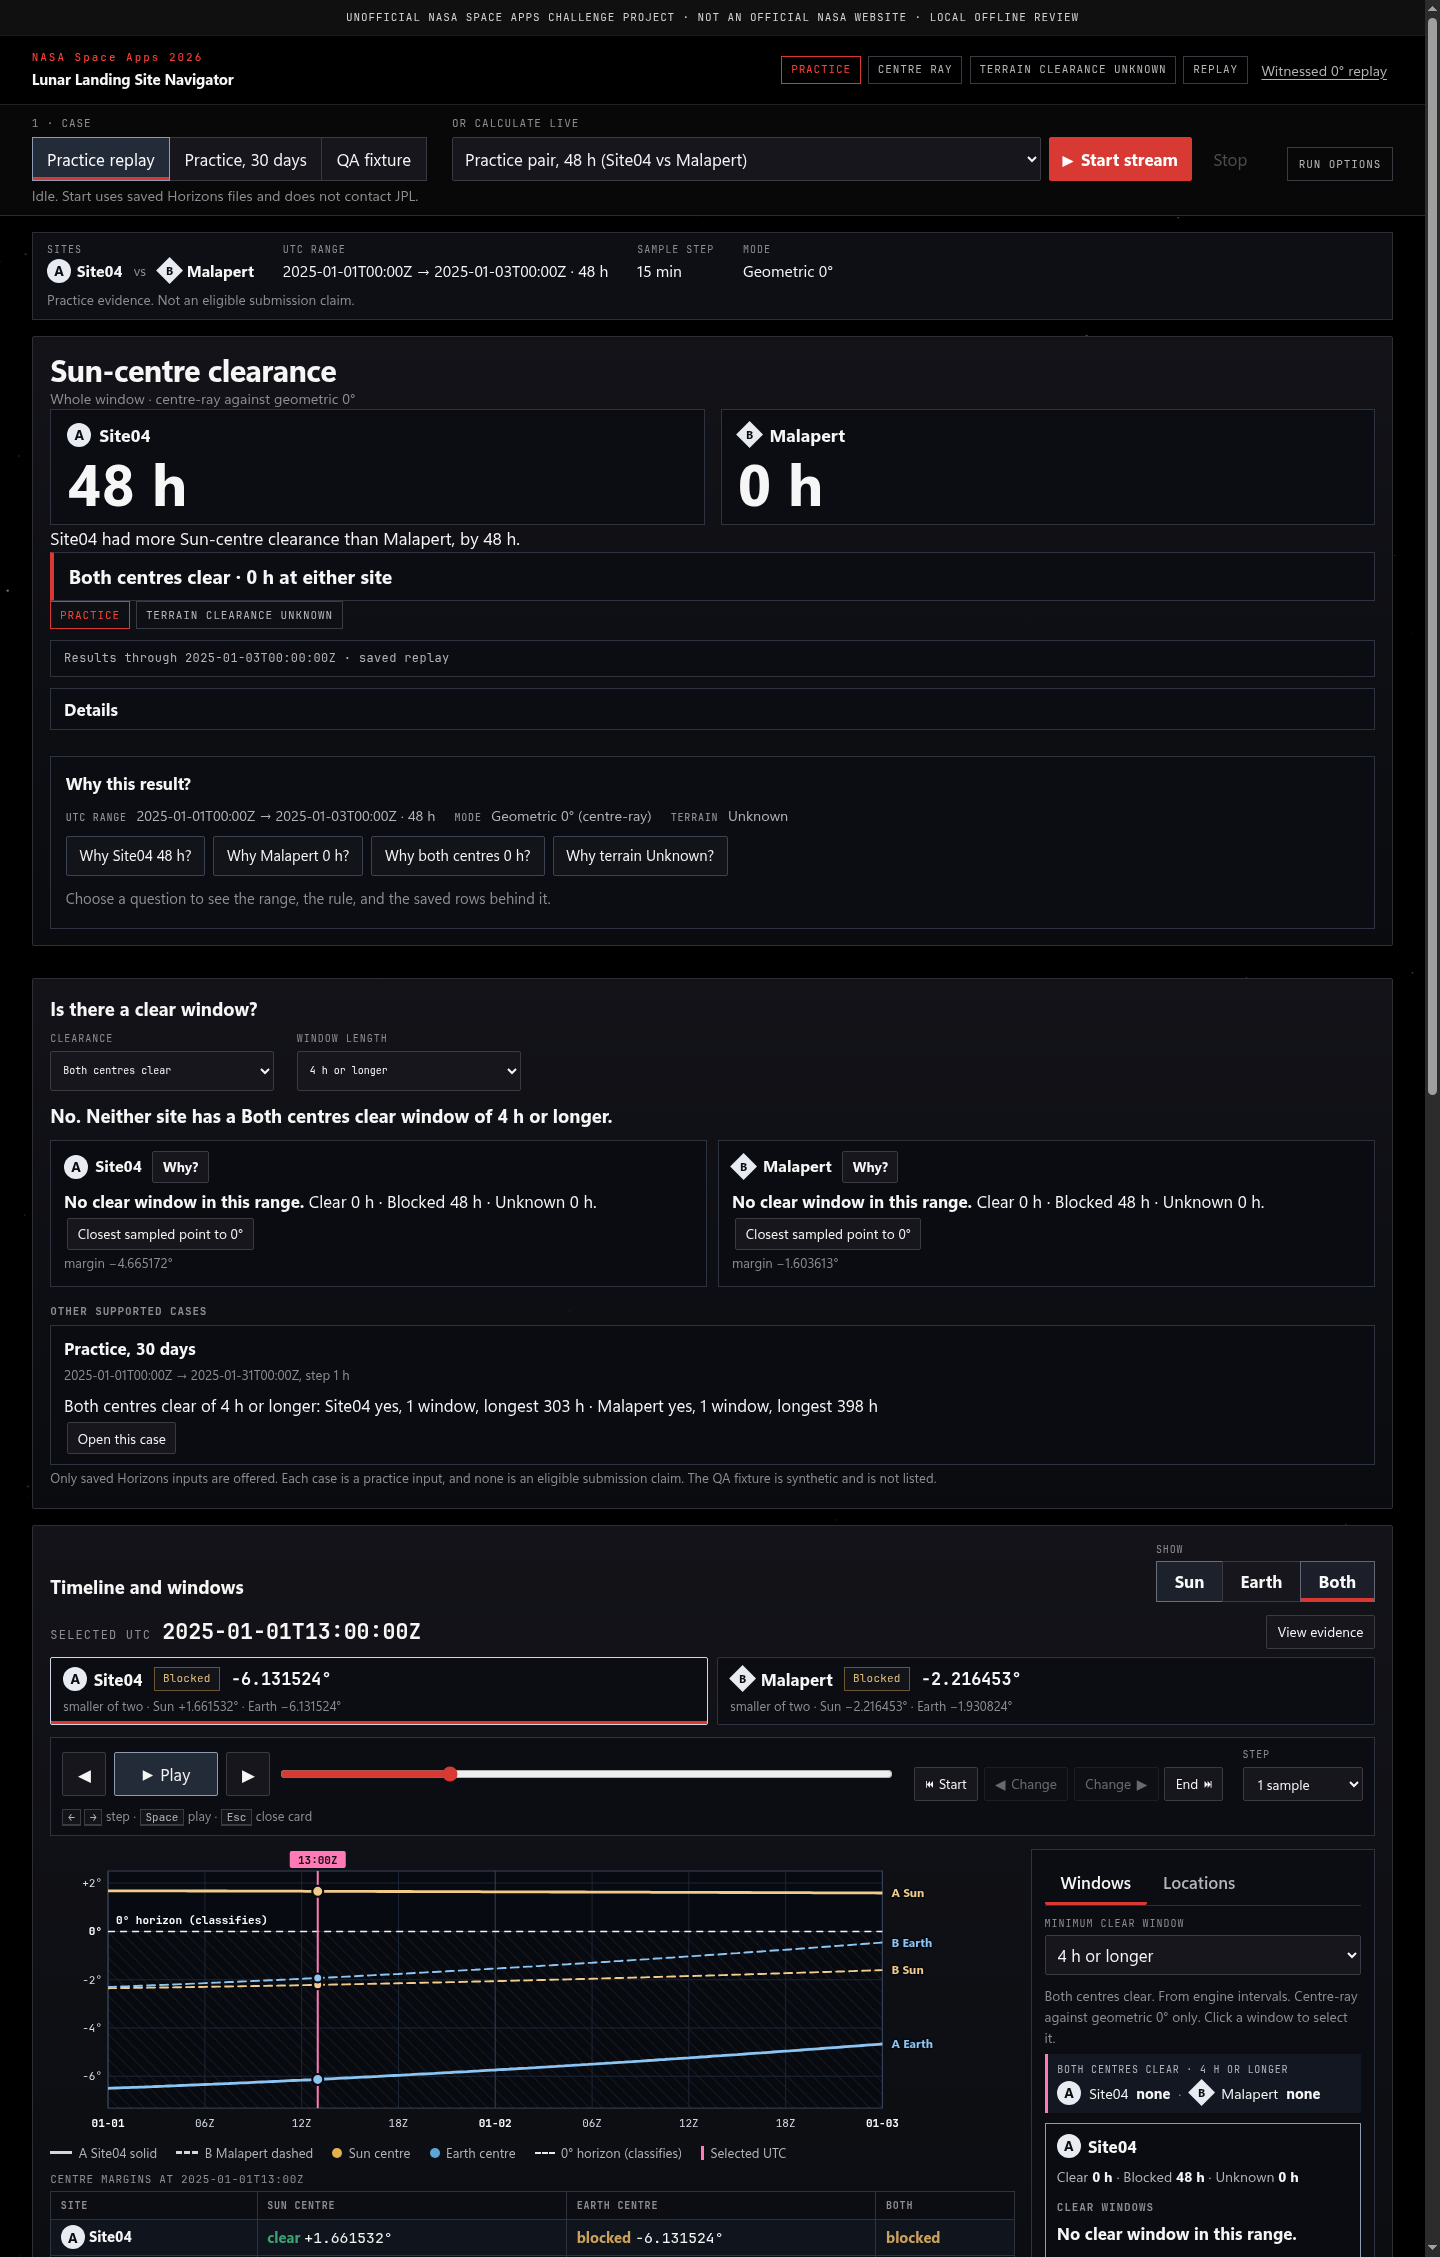 UNOFFICIAL NASA SPACE APPS CHALLENGE PROJECT · NOT AN OFFICIAL NASA WEBSITE · LOCAL OFFLINE REVIEW
NASA Space Apps 2026
Lunar Landing Site Navigator
PRACTICE CENTRE RAY TERRAIN CLEARANCE UNKNOWN REPLAY Witnessed 0° replay
1 · CASE
Practice replay Practice, 30 days QA fixture
OR CALCULATE LIVE
Practice pair, 48 h (Site04 vs Malapert)
▶ Start stream
Stop
RUN OPTIONS
Idle. Start uses saved Horizons files and does not contact JPL.
SITES
A Site04 vs B Malapert
UTC RANGE
2025-01-01T00:00Z → 2025-01-03T00:00Z · 48 h
SAMPLE STEP
15 min
MODE
Geometric 0°
Practice evidence. Not an eligible submission claim.
Sun-centre clearance
Whole window · centre-ray against geometric 0°
A Site04
48 h
B Malapert
0 h
Site04 had more Sun-centre clearance than Malapert, by 48 h.
Both centres clear · 0 h at either site
PRACTICE TERRAIN CLEARANCE UNKNOWN
Results through 2025-01-03T00:00:00Z · saved replay
Details
Why this result?
UTC RANGE 2025-01-01T00:00Z → 2025-01-03T00:00Z · 48 h MODE Geometric 0° (centre-ray) TERRAIN Unknown
Why Site04 48 h? Why Malapert 0 h? Why both centres 0 h? Why terrain Unknown?
Choose a question to see the range, the rule, and the saved rows behind it.
Is there a clear window?
CLEARANCE
Both centres clear
WINDOW LENGTH
4 h or longer
No. Neither site has a Both centres clear window of 4 h or longer.
A Site04 Why?
No clear window in this range. Clear 0 h · Blocked 48 h · Unknown 0 h.
Closest sampled point to 0°
margin −4.665172°
B Malapert Why?
No clear window in this range. Clear 0 h · Blocked 48 h · Unknown 0 h.
Closest sampled point to 0°
margin −1.603613°
OTHER SUPPORTED CASES
Practice, 30 days
2025-01-01T00:00Z → 2025-01-31T00:00Z, step 1 h
Both centres clear of 4 h or longer: Site04 yes, 1 window, longest 303 h · Malapert yes, 1 window, longest 398 h
Open this case
Only saved Horizons inputs are offered. Each case is a practice input, and none is an eligible submission claim. The QA fixture is synthetic and is not listed.
Timeline and windows
SHOW
Sun Earth Both
SELECTED UTC 2025-01-01T13:00:00Z
View evidence
A Site04 Blocked -6.131524°
smaller of two · Sun +1.661532° · Earth −6.131524°
B Malapert Blocked -2.216453°
smaller of two · Sun −2.216453° · Earth −1.930824°
◀ ▶ Play ▶
⏮ Start ◀ Change Change ▶ End ⏭
STEP
1 sample
← → step · Space play · Esc close card
13:00Z
+2°
0°
-2°
-4°
-6°
0° horizon (classifies)
A Sun
B Earth
B Sun
A Earth
01-01 06Z 12Z 18Z 01-02 06Z 12Z 18Z 01-03
A Site04 solid B Malapert dashed Sun centre Earth centre 0° horizon (classifies) Selected UTC
CENTRE MARGINS AT 2025-01-01T13:00Z
SITE SUN CENTRE EARTH CENTRE BOTH
A Site04 clear +1.661532° blocked -6.131524° blocked
Windows Locations
MINIMUM CLEAR WINDOW
4 h or longer
Both centres clear. From engine intervals. Centre-ray
against geometric 0° only. Click a window to select
it.
BOTH CENTRES CLEAR · 4 H OR LONGER
A Site04 none · B Malapert none
A Site04
Clear 0 h · Blocked 48 h · Unknown 0 h
CLEAR WINDOWS
No clear window in this range.